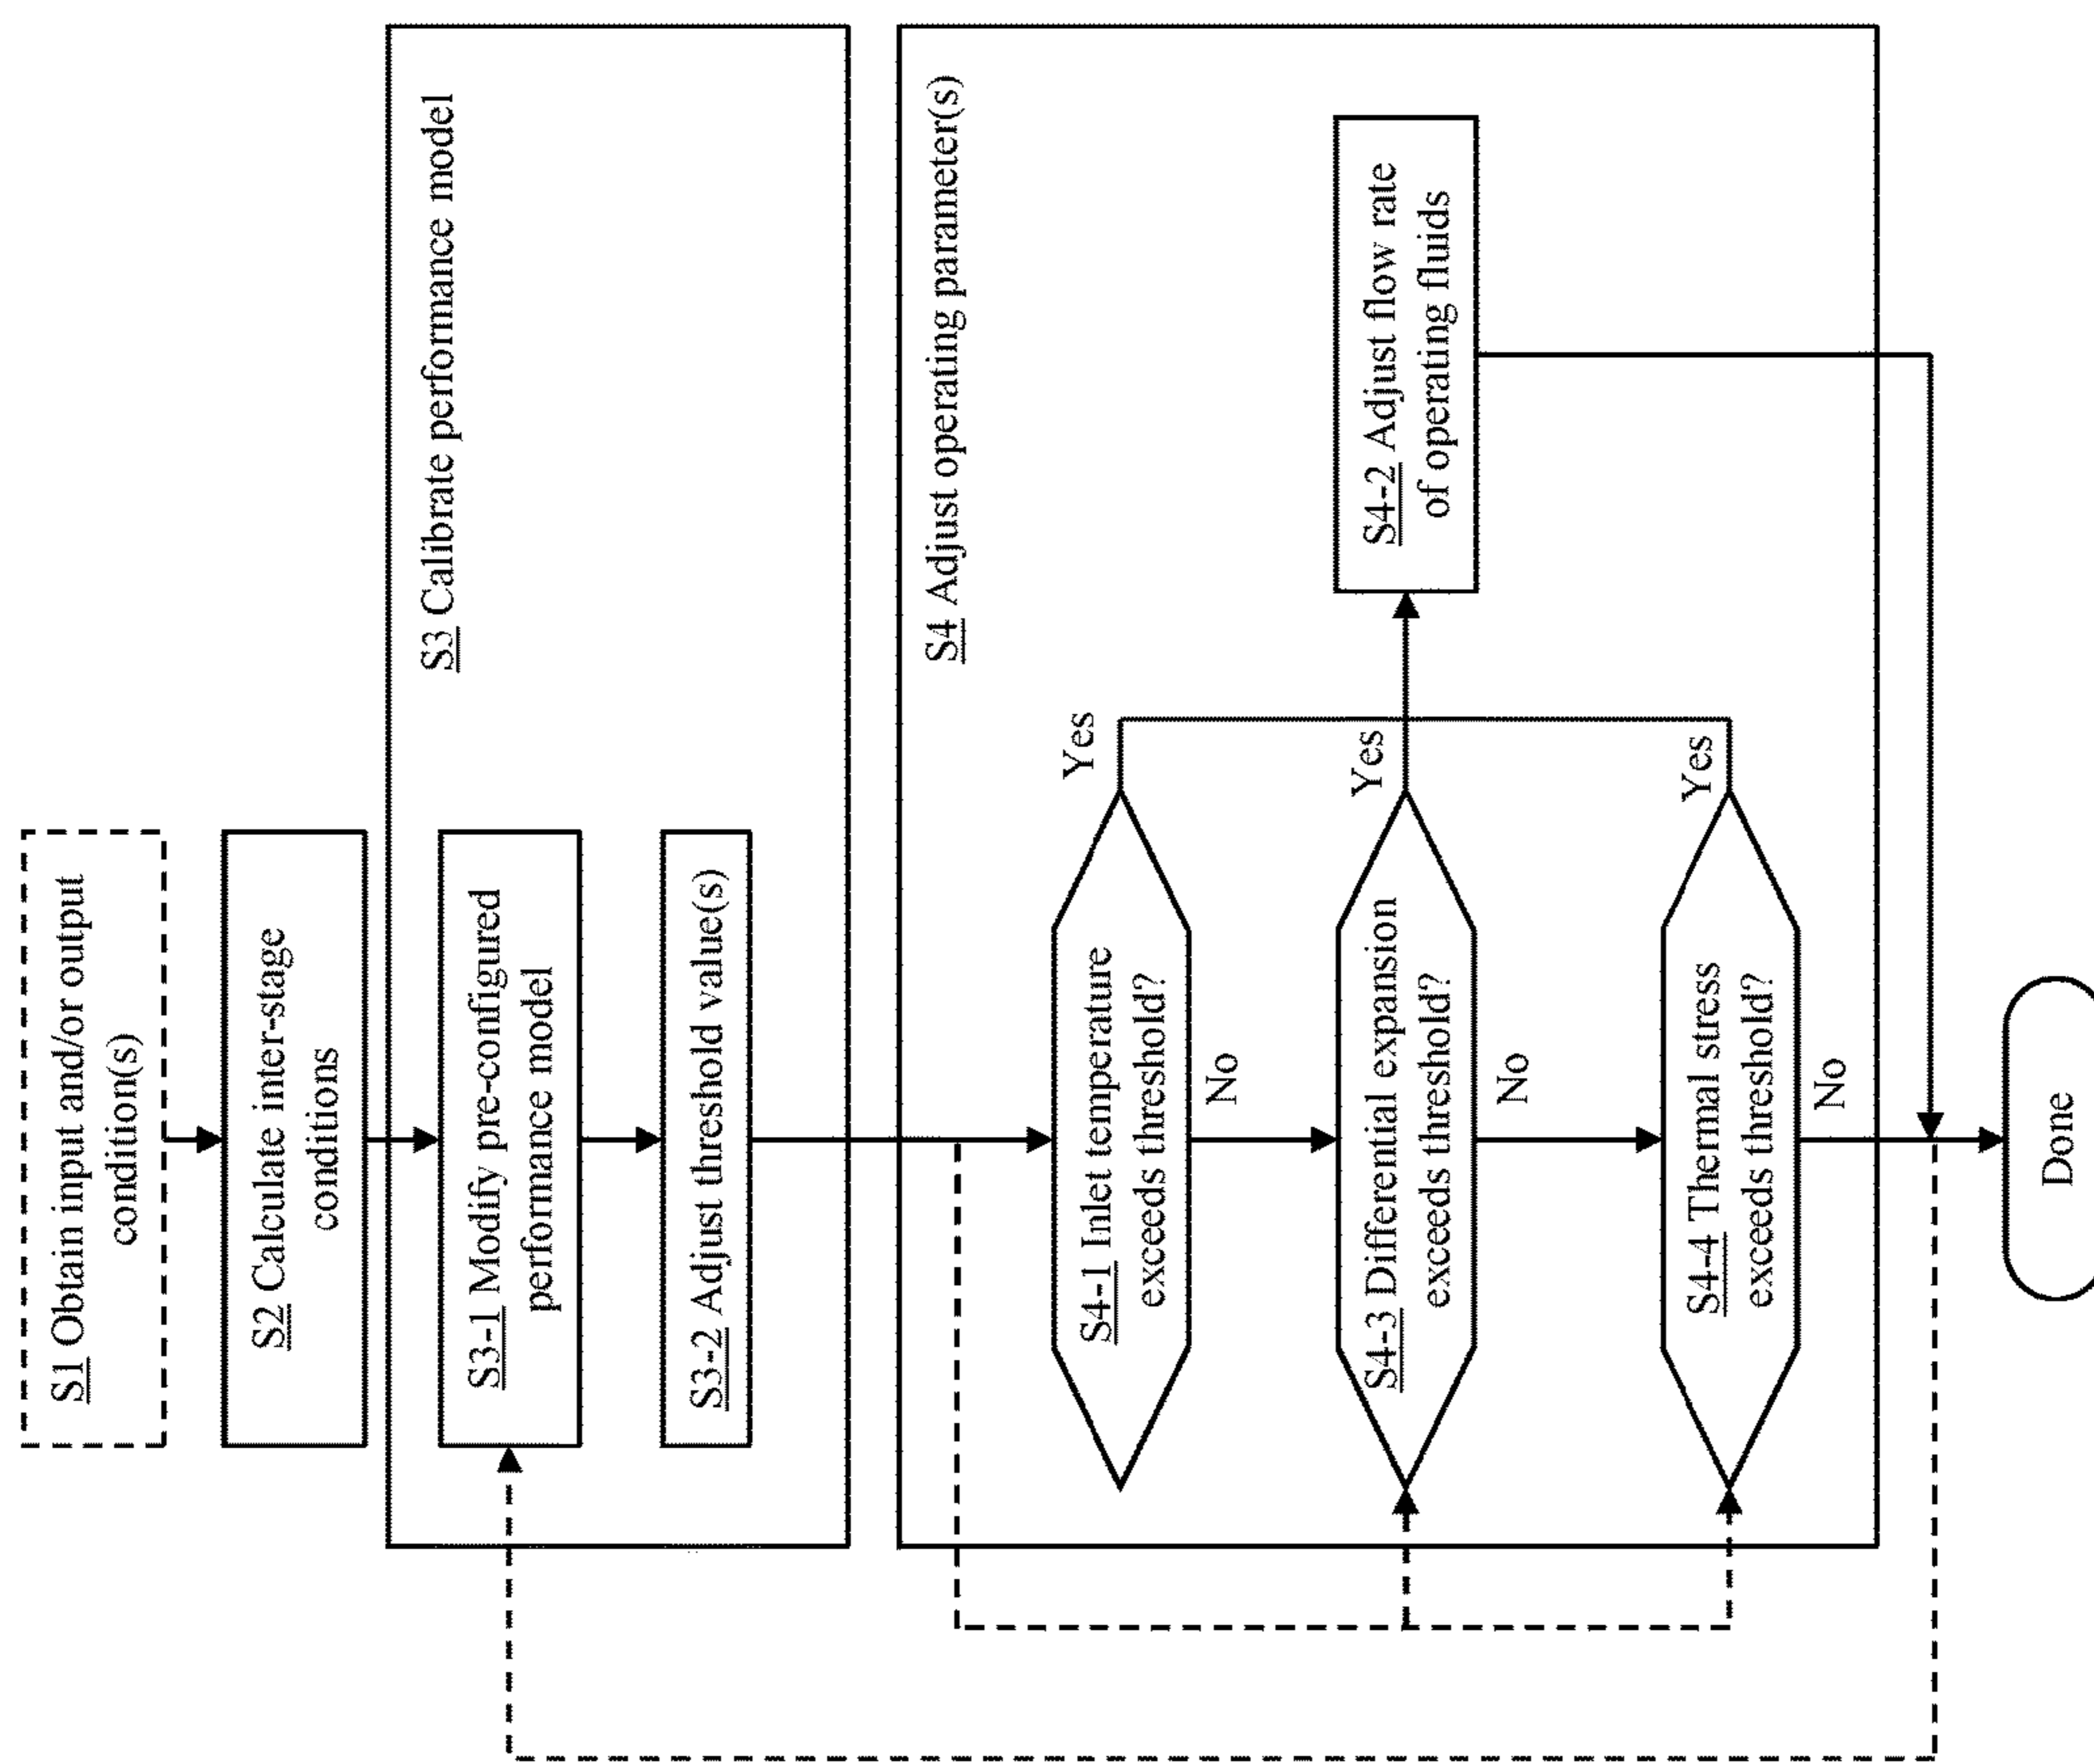 S1 Obtain input and/or output
condition(s)
S2 Calculate inter-stage
conditions
S3 Calibrate performance model
S3-1 Modify pre-configured
performance model
S3-2 Adjust threshold value(s)
S4 Adjust operating parameter(s)
S4-1 Inlet temperature
exceeds threshold?
Yes
No
S4-2 Adjust flow rate
of operating fluids
S4-3 Differential expansion
exceeds threshold?
Yes
No
S4-4 Thermal stress
exceeds threshold?
Yes
No
Done